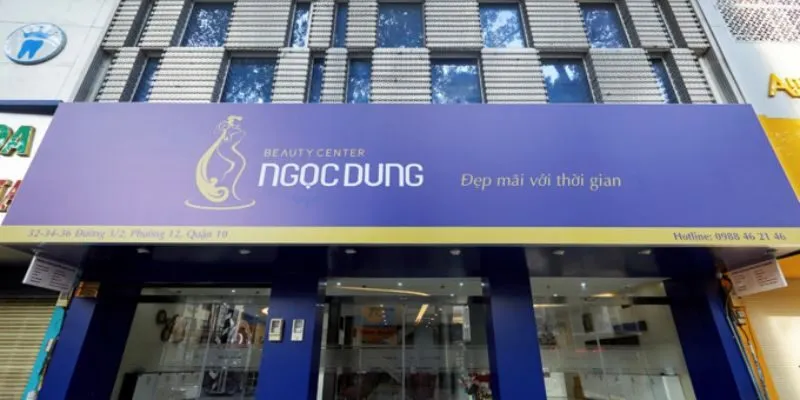 BEAUTY CENTER
NGỌC DUNG
Đẹp mãi với thời gian
32-34-36 Đường 3/2, Phường 12, Quận 10
Hotline: 0988 46 21 46